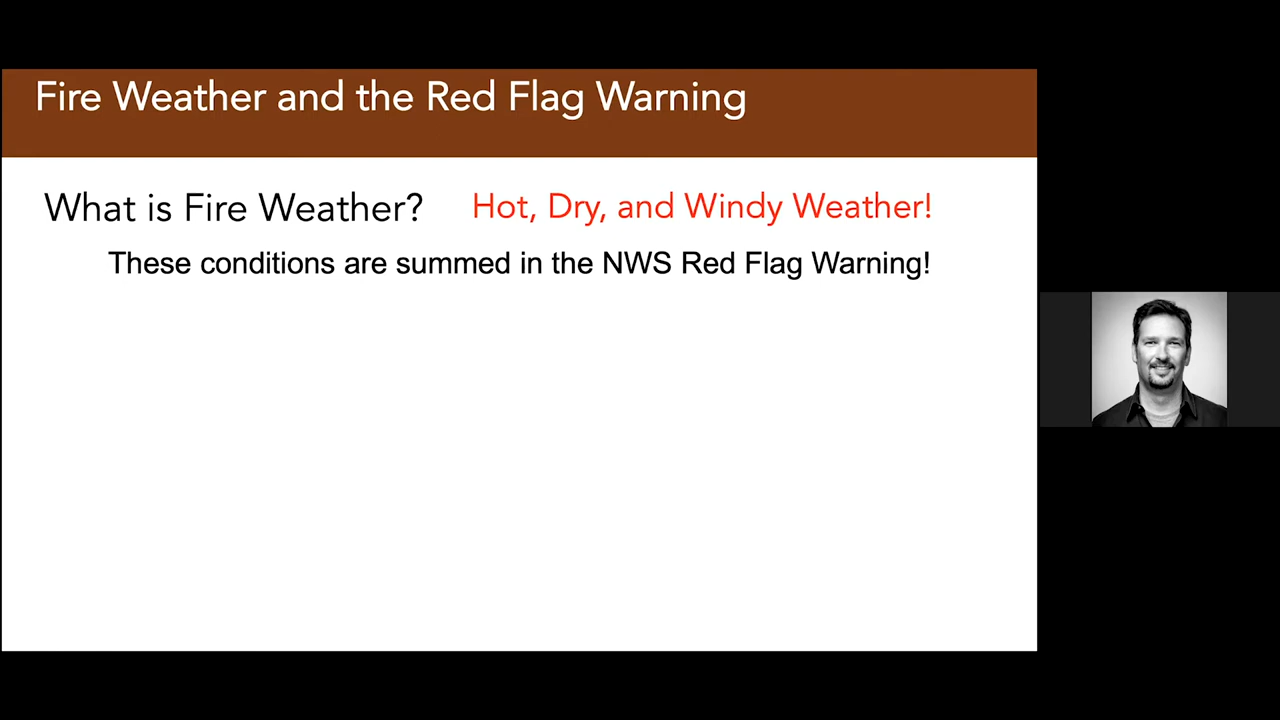 Fire Weather and the Red Flag Warning
What is Fire Weather? Hot, Dry, and Windy Weather!
These conditions are summed in the NWS Red Flag Warning!